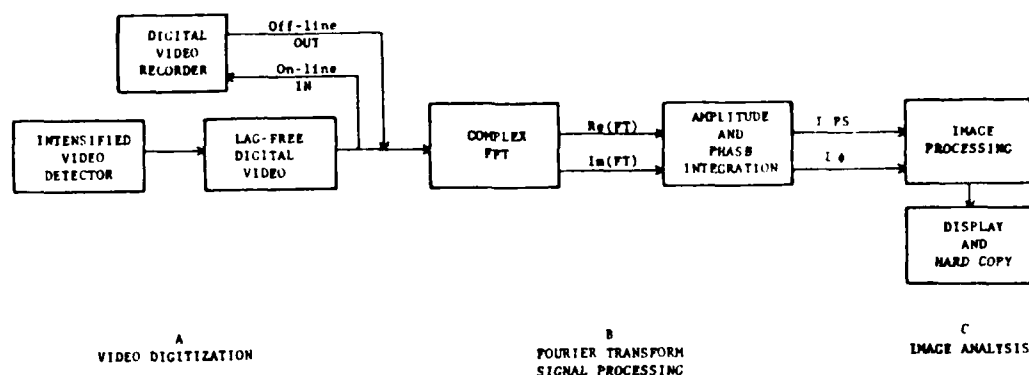 DIGITAL
VIDEO
RECORDER
Off-line
OUT
On-line
IN
INTENSIFIED
VIDEO
DETECTOR
LAG-FREE
DIGITAL
VIDEO
COMPLEX
FFT
Re(FT)
Im(FT)
AMPLITUDE
AND
PHASE
INTEGRATION
I PS
I ϕ
IMAGE
PROCESSING
DISPLAY
AND
HARD COPY
A
VIDEO DIGITIZATION
B
FOURIER TRANSFORM
SIGNAL PROCESSING
C
IMAGE ANALYSIS